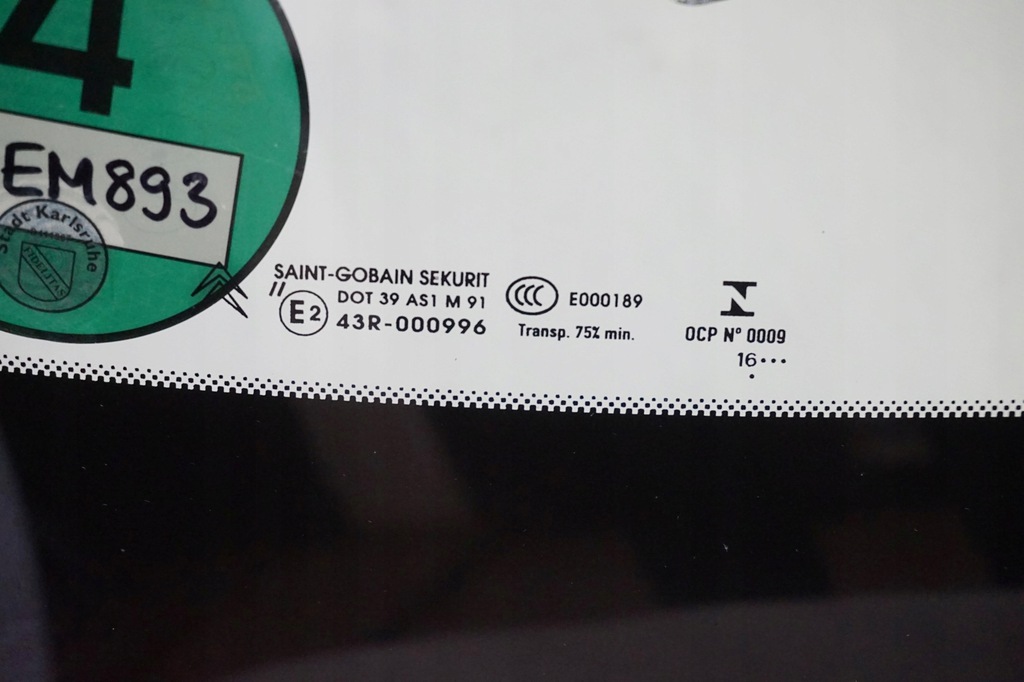 4
EM893
Stadt Karlsruhe
FIDELITAS
SAINT-GOBAIN SEKURIT
DOT 39 AS1 M 91
E2 43R-000996
CCC E000189
Transp. 75% min.
N
OCP Nº 0009
16•••
•